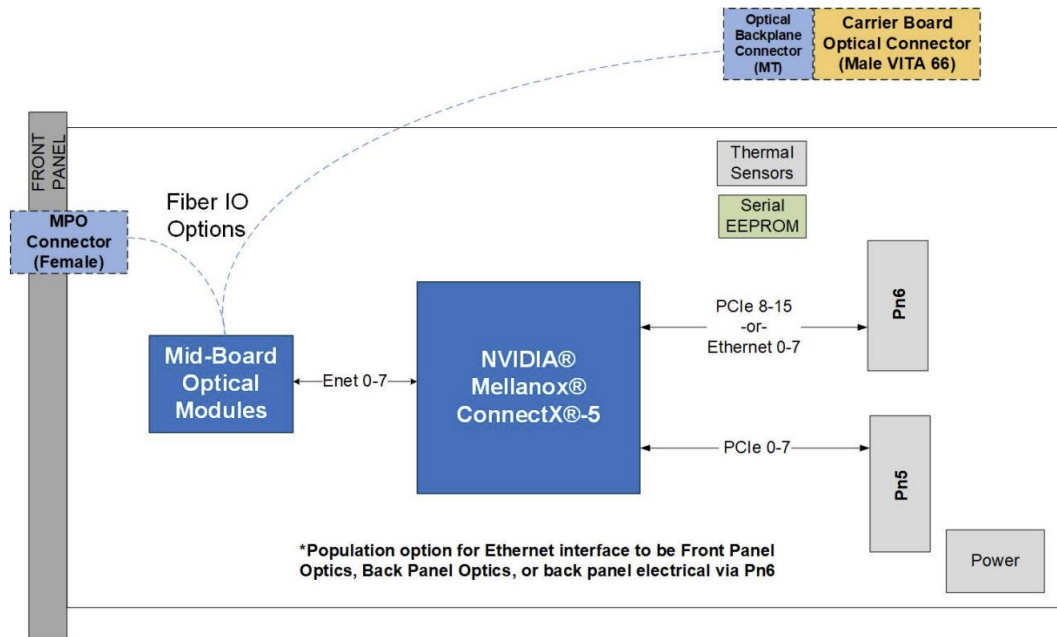 Optical
Backplane
Connector
(MT)
Carrier Board
Optical Connector
(Male VITA 66)
FRONT
PANEL
Thermal
Sensors
Serial
EEPROM
Fiber IO
Options
MPO
Connector
(Female)
Mid-Board
Optical
Modules
Enet 0-7
NVIDIA®
Mellanox®
ConnectX®-5
PCIe 8-15
-or-
Ethernet 0-7
Pn6
PCIe 0-7
Pn5
Power
*Population option for Ethernet interface to be Front Panel
Optics, Back Panel Optics, or back panel electrical via Pn6